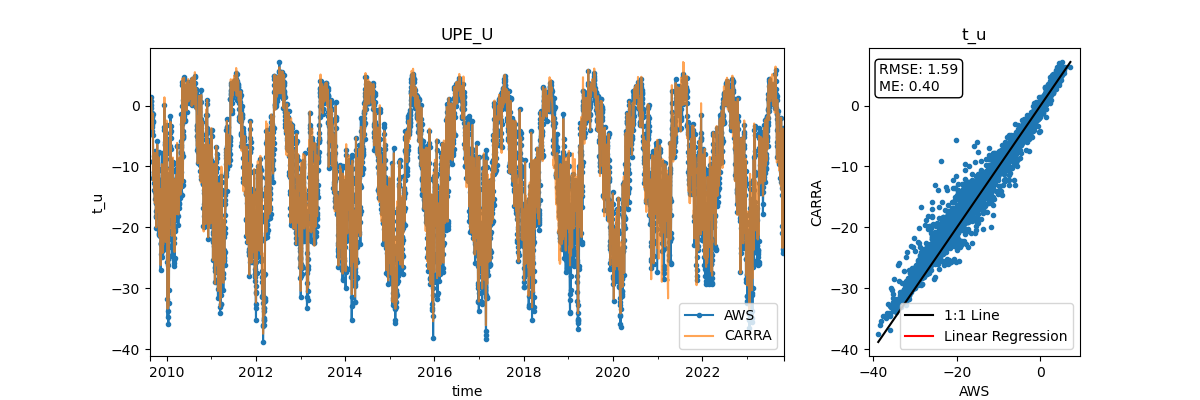 UPE_U
t_u
0
−10
−20
−30
−40
2010
2012
2014
2016
2018
2020
2022
time
AWS
CARRA
t_u
RMSE: 1.59
ME: 0.40
CARRA
0
−10
−20
−30
−40
−40
−20
0
AWS
1:1 Line
Linear Regression